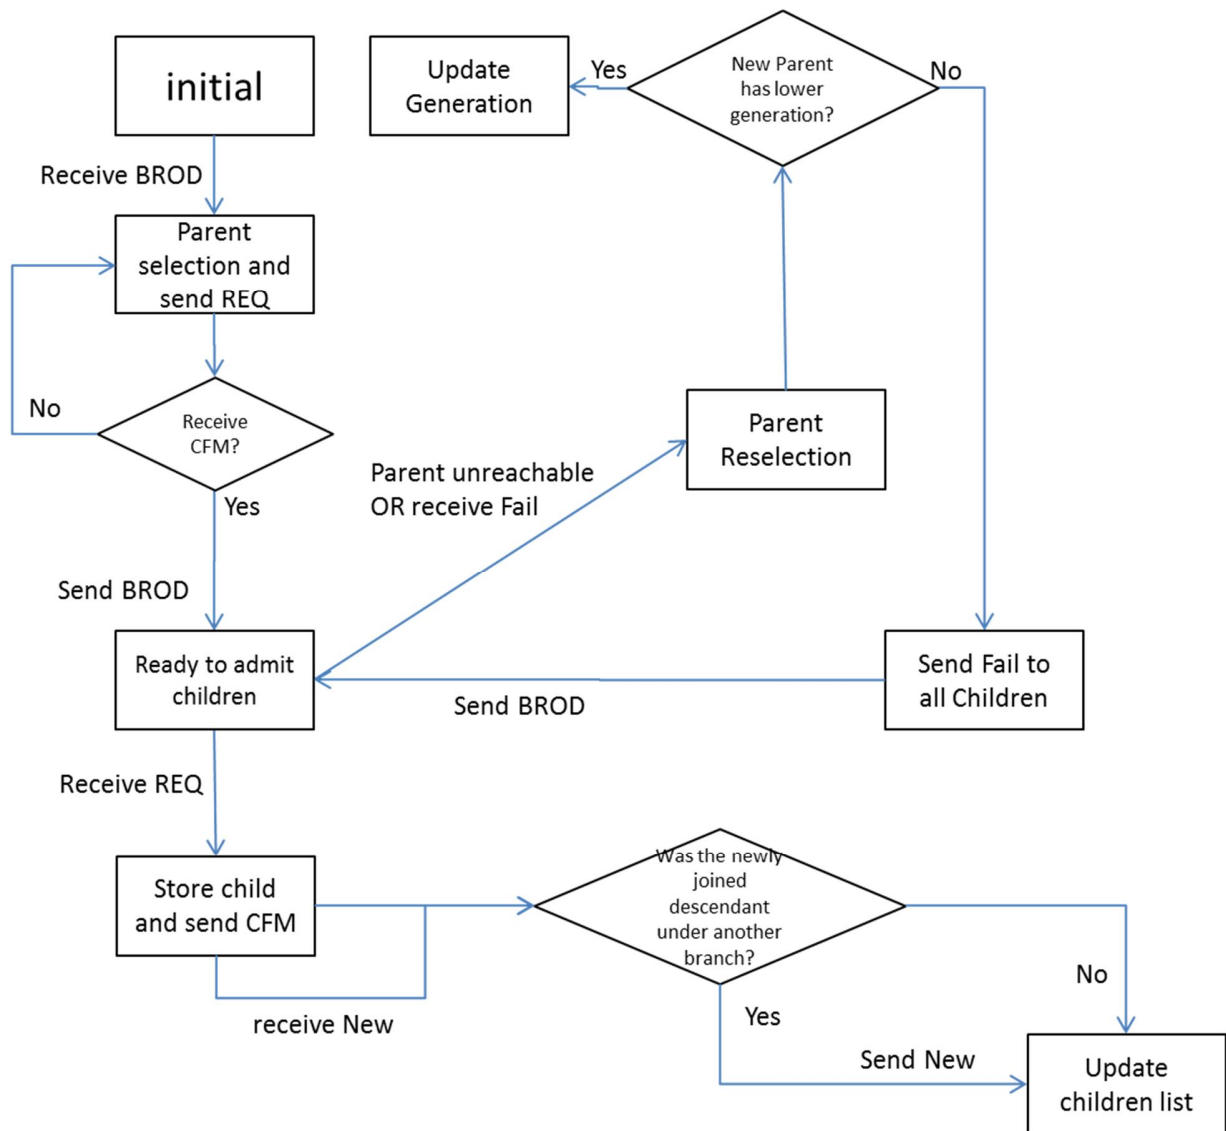 initial
Receive BROD
Parent
selection and
send REQ
No
Receive
CFM?
Yes
Send BROD
Ready to admit
children
Receive REQ
Store child
and send CFM
receive New
Update
Generation
Yes
New Parent
has lower
generation?
No
Parent
Reselection
Parent unreachable
OR receive Fail
Send Fail to
all Children
Send BROD
Was the newly
joined
descendant
under another
branch?
No
Yes
Send New
Update
children list